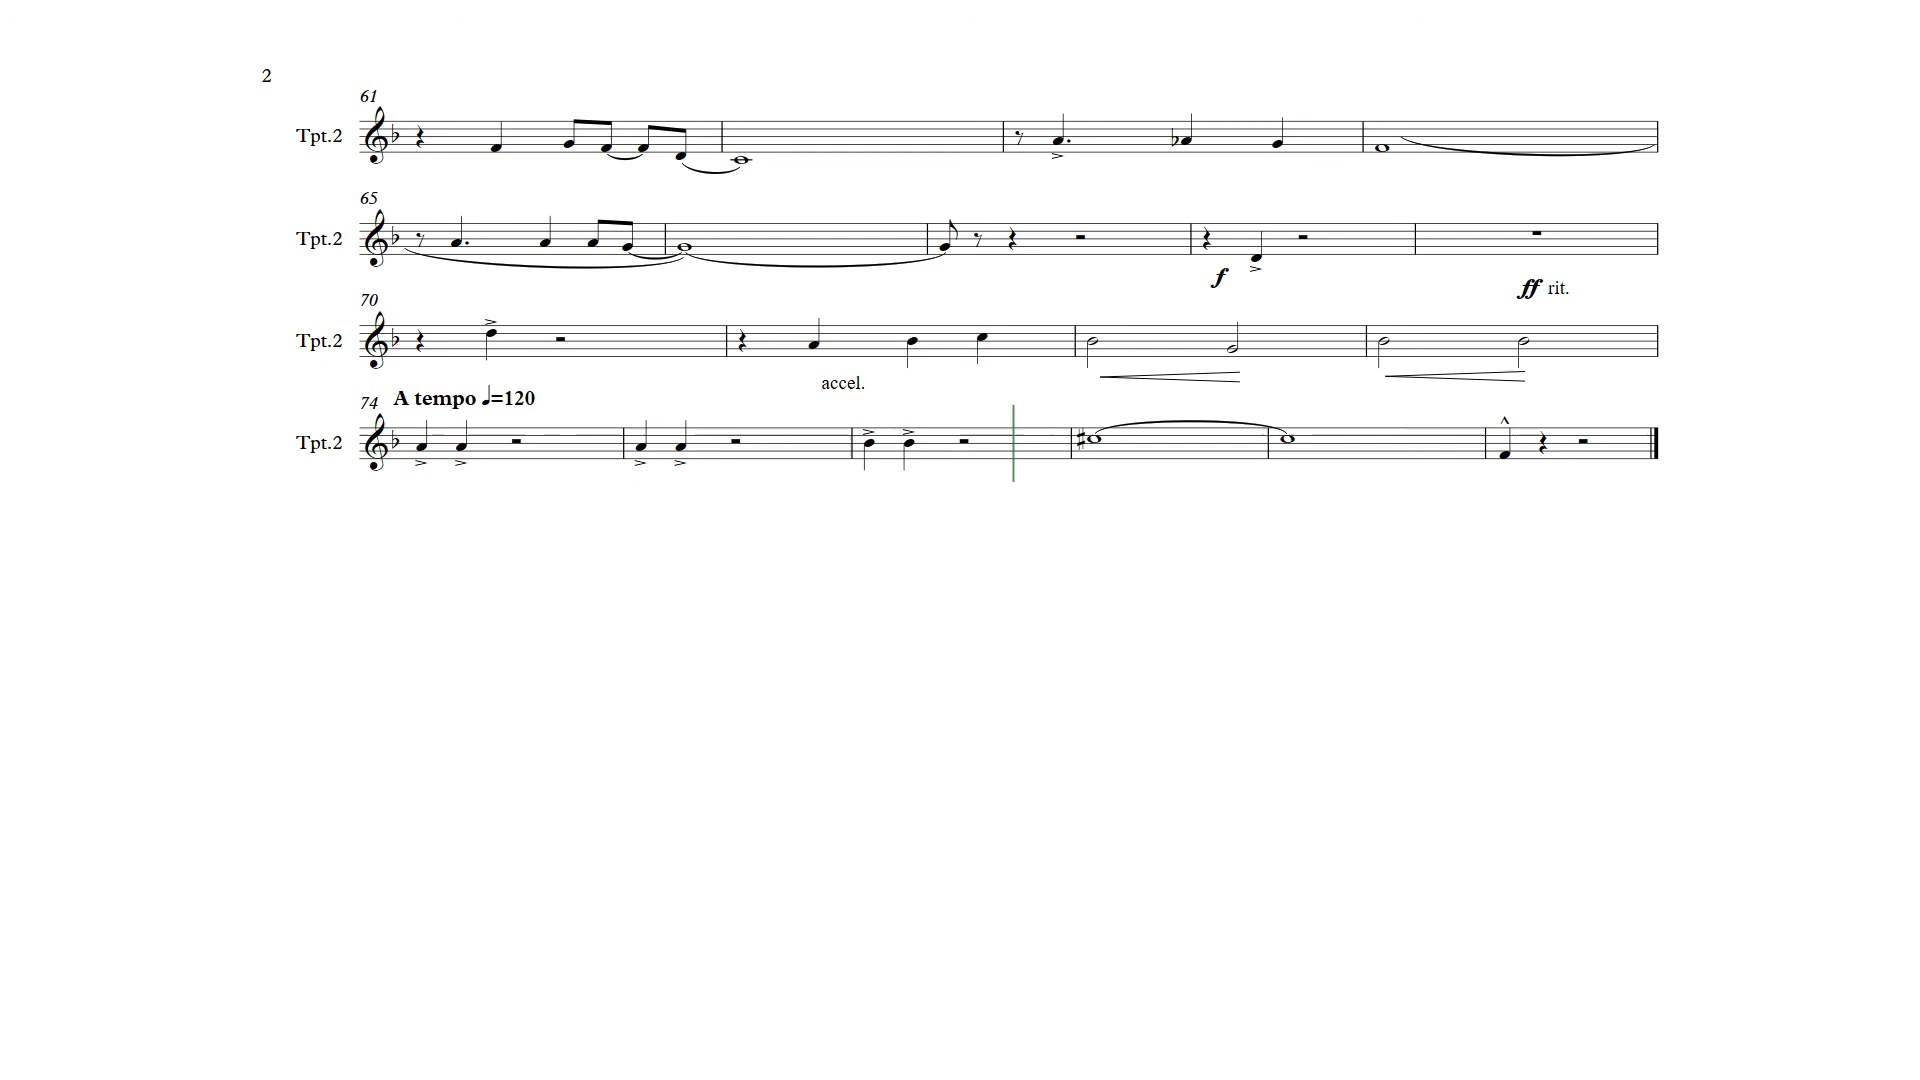 2
61
Tpt.2
65
Tpt.2
f
ff rit.
70
Tpt.2
accel.
74 A tempo ♩=120
Tpt.2